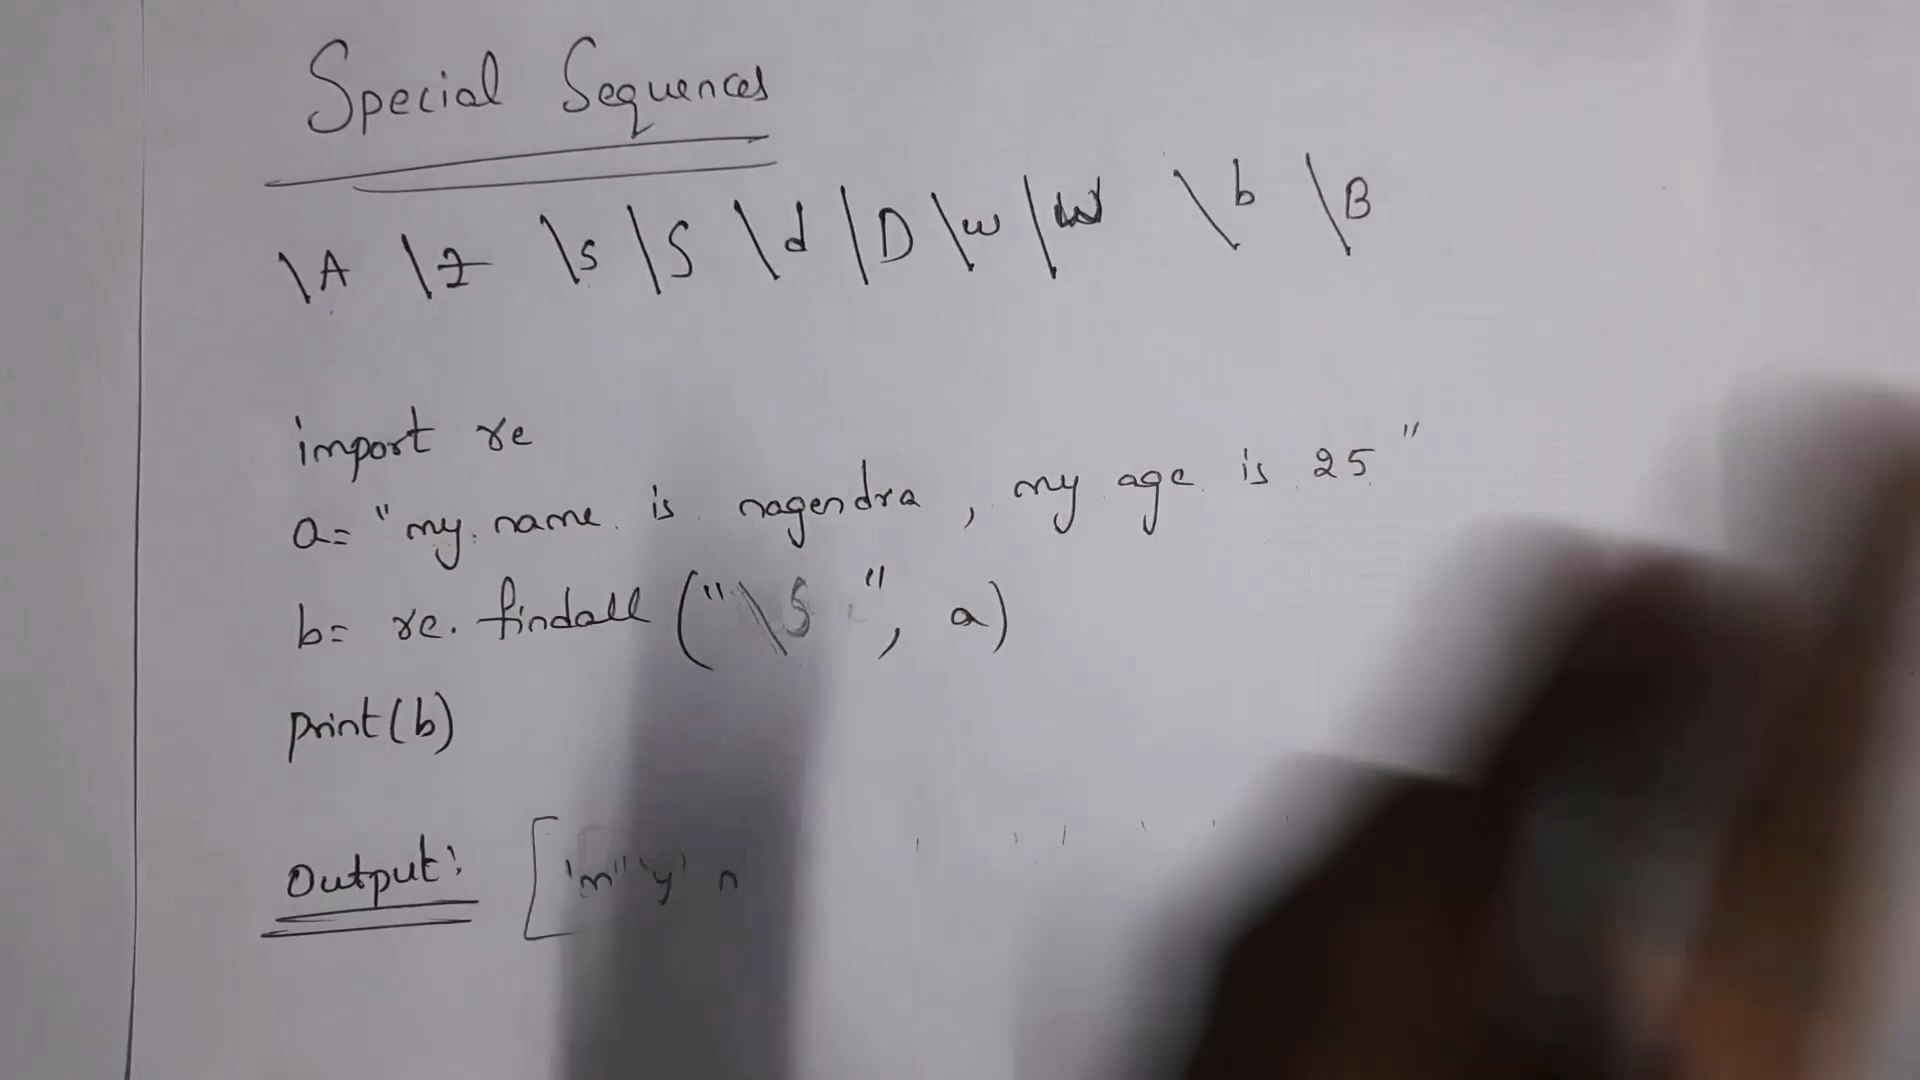 Special Sequences
\A \Z \s \S \d \D \w \W \b \B
import re
a= "my name is nagendra, my age is 25"
b= re.findall ("\S ", a)
print(b)
Output: ['m' 'y' n